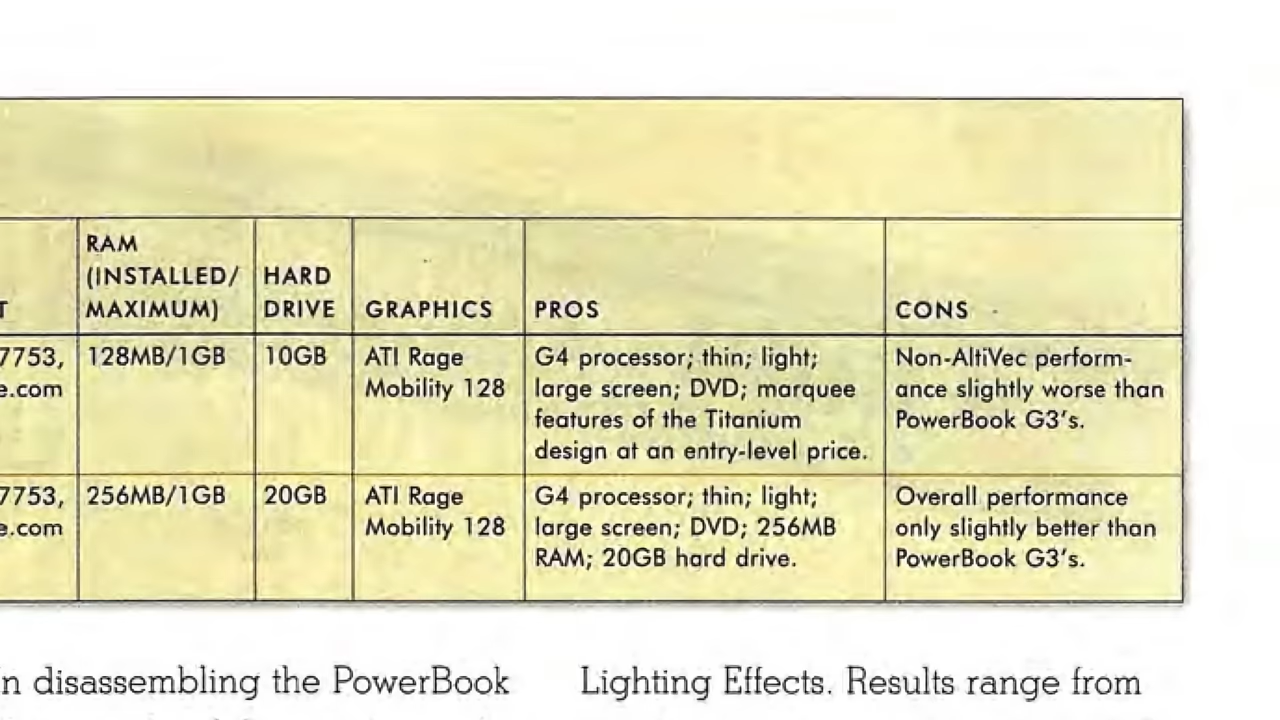 RAM
(INSTALLED/
MAXIMUM)
HARD
DRIVE
GRAPHICS
PROS
CONS
7753,
e.com
128MB/1GB
10GB
ATI Rage
Mobility 128
G4 processor; thin; light;
large screen; DVD; marquee
features of the Titanium
design at an entry-level price.
Non-AltiVec perform-
ance slightly worse than
PowerBook G3's.
7753,
e.com
256MB/1GB
20GB
ATI Rage
Mobility 128
G4 processor; thin; light;
large screen; DVD; 256MB
RAM; 20GB hard drive.
Overall performance
only slightly better than
PowerBook G3's.
n disassembling the PowerBook
Lighting Effects. Results range from